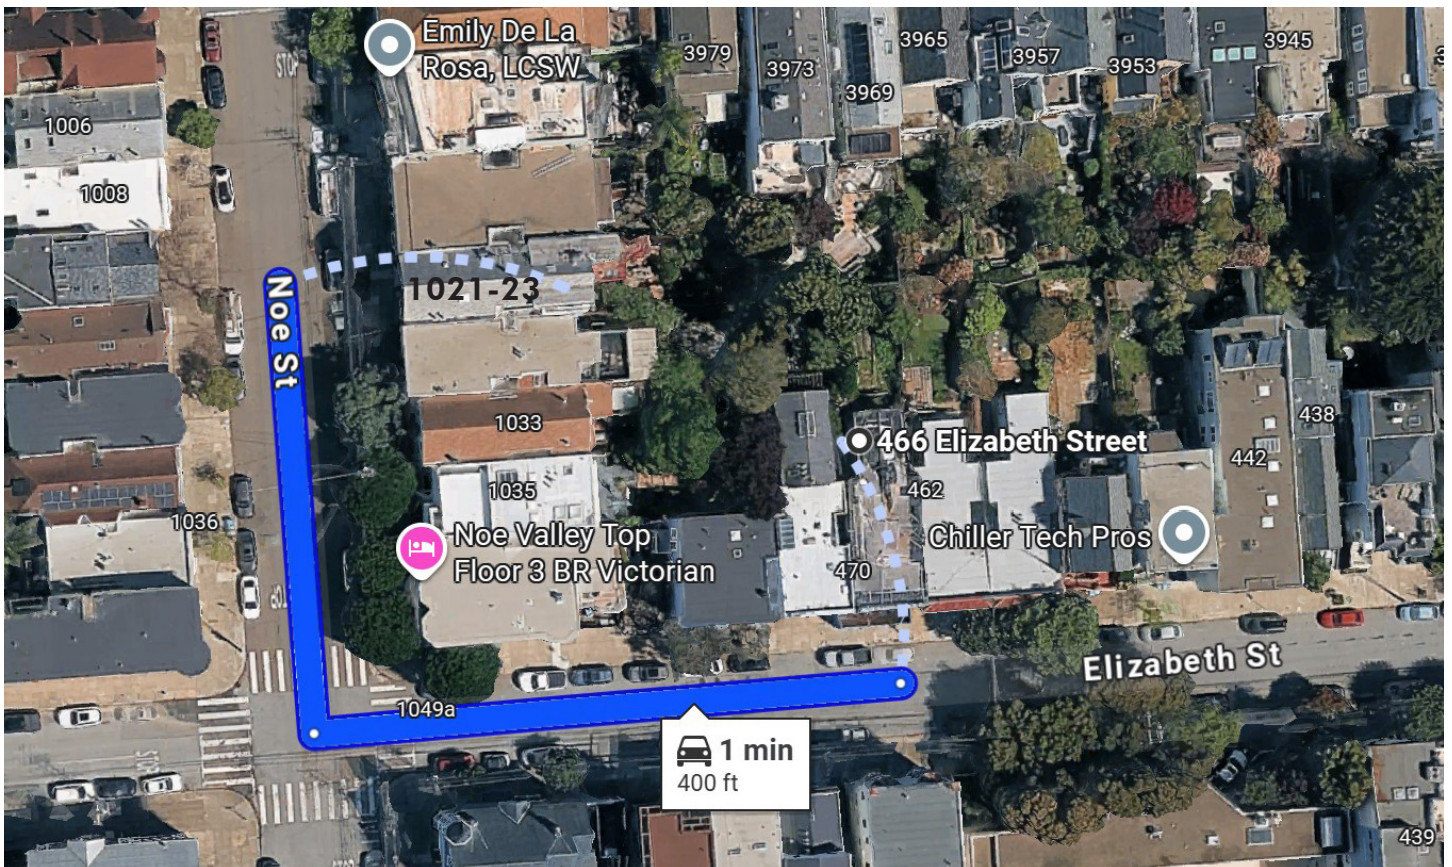 Emily De La
Rosa, LCSW
STOP
3979
3973
3965
3969
3957
3953
3945
1006
1008
Noe St
1021-23
1033
1035
1036
466 Elizabeth Street
462
442
438
Chiller Tech Pros
Noe Valley Top
Floor 3 BR Victorian
470
Elizabeth St
1049a
1 min
400 ft
439